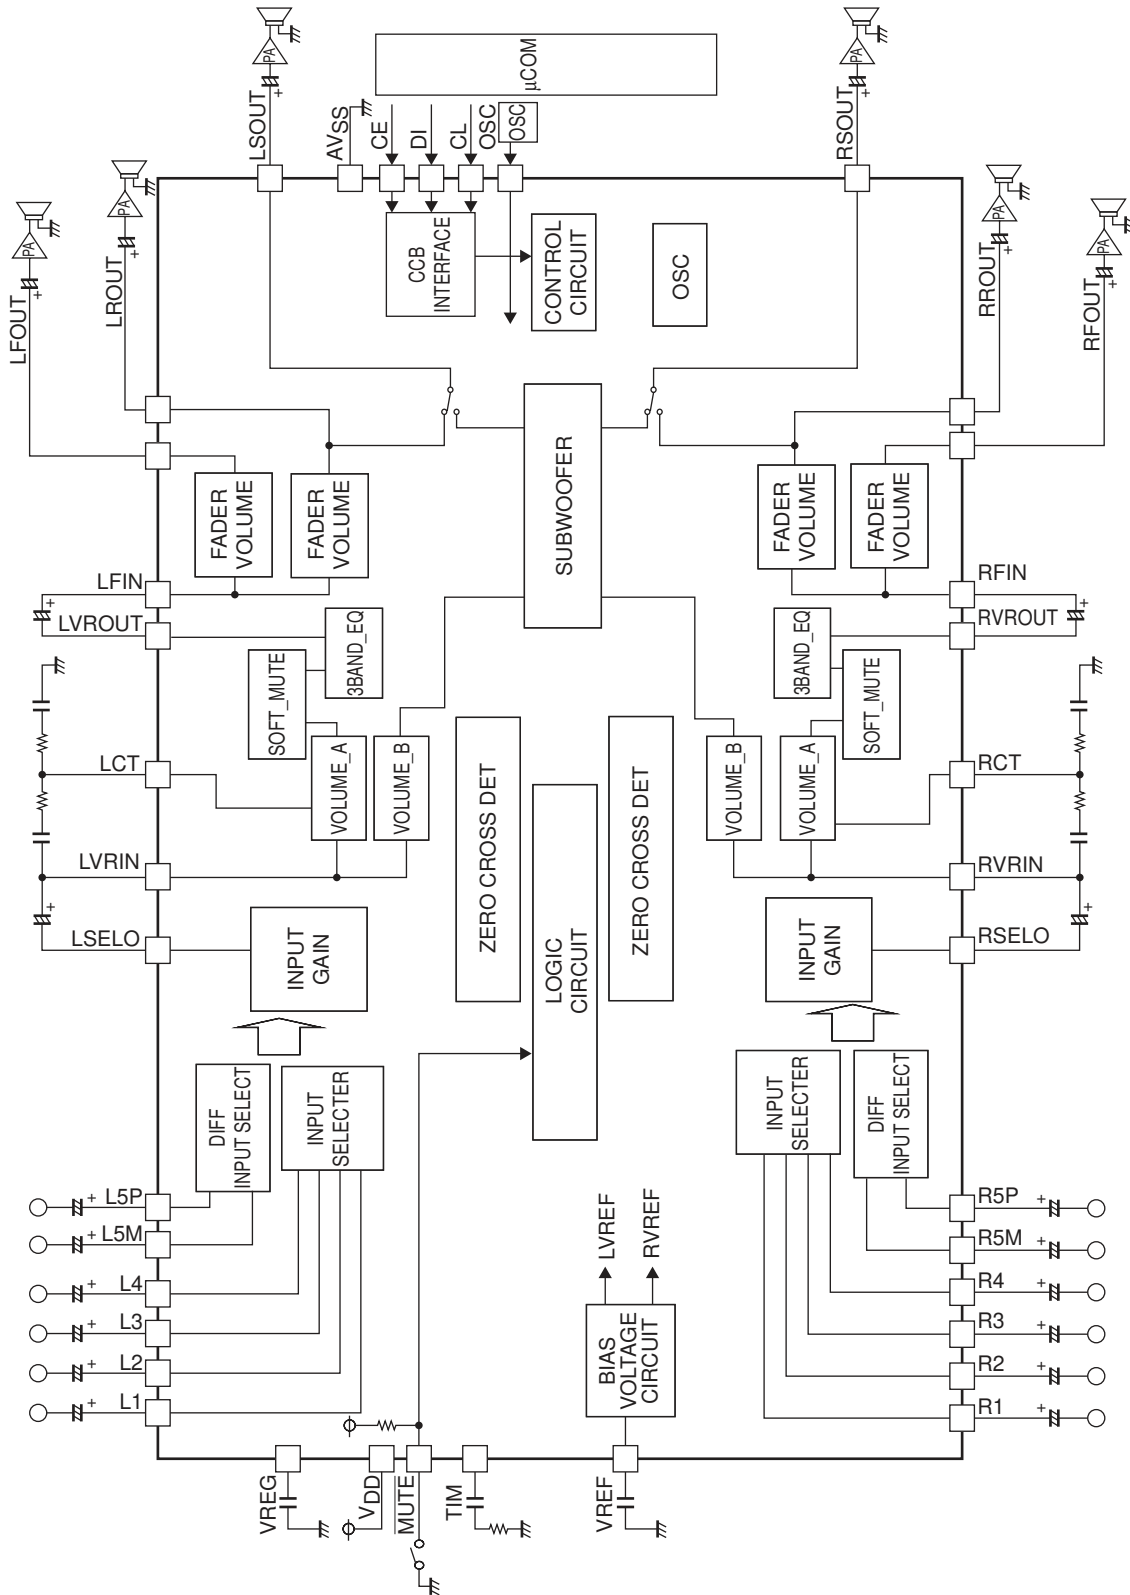 PA
PA
PA
PA
PA
PA
LFOUT
LROUT
LSOUT
AVSS
CE
DI
CL
OSC
OSC
µCOM
RSOUT
RROUT
RFOUT
CCB
INTERFACE
CONTROL
CIRCUIT
OSC
FADER
VOLUME
FADER
VOLUME
SUBWOOFER
FADER
VOLUME
FADER
VOLUME
LFIN
LVROUT
LCT
LVRIN
LSELO
RFIN
RVROUT
RCT
RVRIN
RSELO
SOFT_MUTE
3BAND_EQ
VOLUME_A
VOLUME_B
3BAND_EQ
SOFT_MUTE
VOLUME_B
VOLUME_A
ZERO CROSS DET
LOGIC
CIRCUIT
ZERO CROSS DET
INPUT
GAIN
INPUT
GAIN
DIFF
INPUT SELECT
INPUT
SELECTER
INPUT
SELECTER
DIFF
INPUT SELECT
L5P
L5M
L4
L3
L2
L1
LVREF
RVREF
BIAS
VOLTAGE
CIRCUIT
R5P
R5M
R4
R3
R2
R1
VREG
VDD
MUTE
TIM
VREF